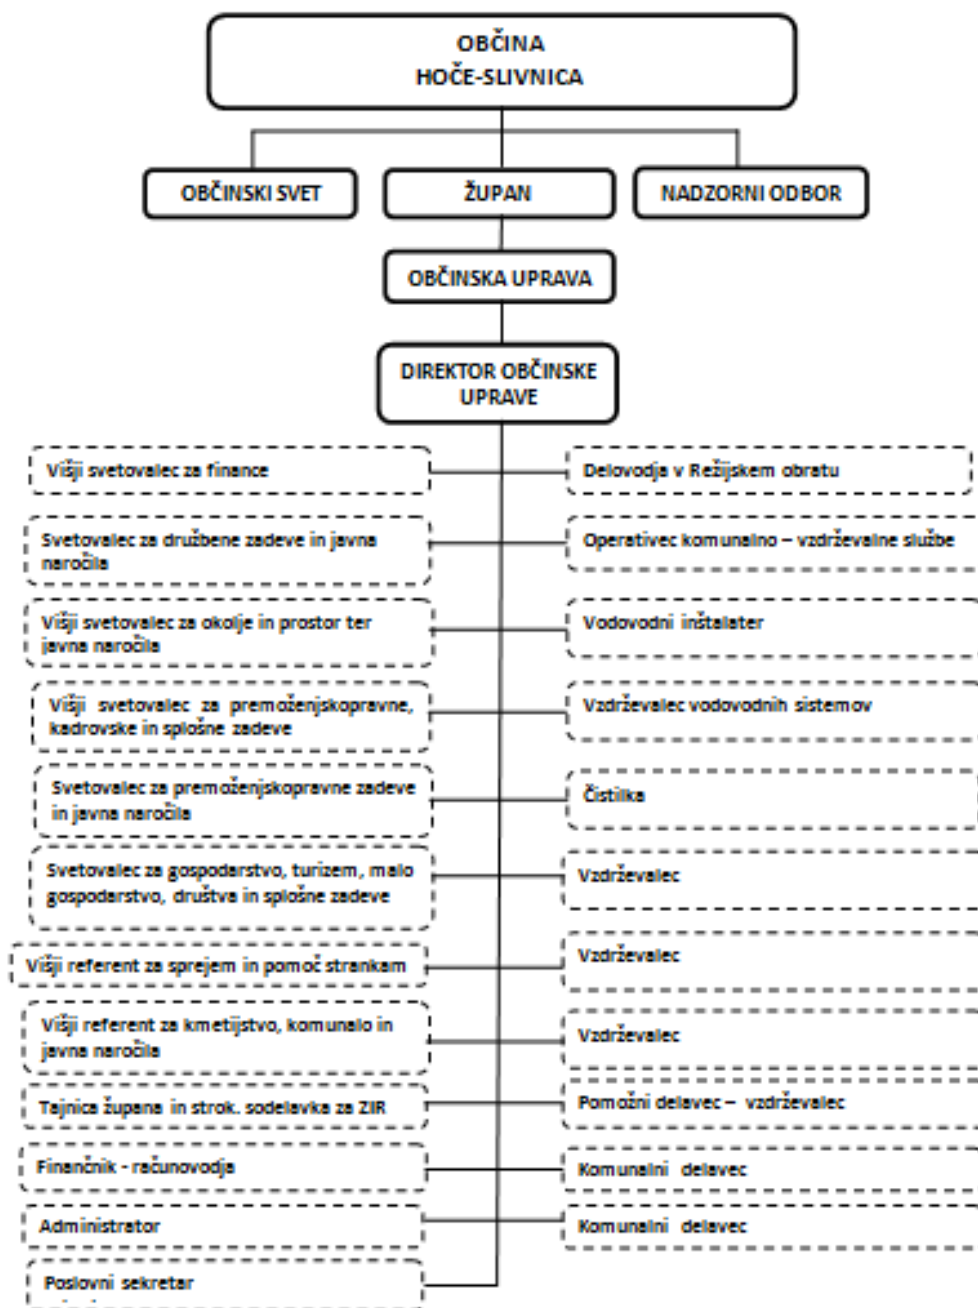 OBČINA
HOČE-SLIVNICA
OBČINSKI SVET
ŽUPAN
NADZORNI ODBOR
OBČINSKA UPRAVA
DIREKTOR OBČINSKE
UPRAVE
Višji svetovalec za finance
Delovodja v Režijskem obratu
Svetovalec za družbene zadeve in javna
naročila
Operativec komunalno – vzdrževalne službe
Višji svetovalec za okolje in prostor ter
javna naročila
Vodovodni inštalater
Višji svetovalec za premoženjskopravne,
kadrovske in splošne zadeve
Vzdrževalec vodovodnih sistemov
Svetovalec za premoženjskopravne zadeve
in javna naročila
Čistilka
Svetovalec za gospodarstvo, turizem, malo
gospodarstvo, društva in splošne zadeve
Vzdrževalec
Višji referent za sprejem in pomoč strankam
Vzdrževalec
Višji referent za kmetijstvo, komunalo in
javna naročila
Vzdrževalec
Tajnica župana in strok. sodelavka za ZIR
Pomožni delavec – vzdrževalec
Finančnik - računovodja
Komunalni delavec
Administrator
Komunalni delavec
Poslovni sekretar